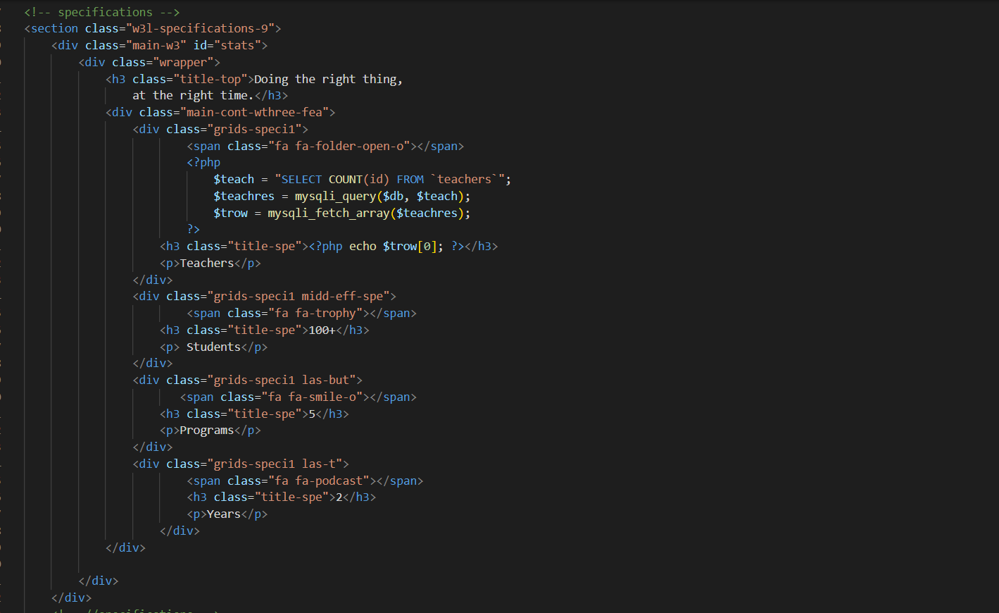 <!-- specifications -->
<section class="w3l-specifications-9">
<div class="main-w3" id="stats">
<div class="wrapper">
<h3 class="title-top">Doing the right thing,
at the right time.</h3>
<div class="main-cont-wthree-fea">
<div class="grids-speci1">
<span class="fa fa-folder-open-o"></span>
<?php
$teach = "SELECT COUNT(id) FROM `teachers`";
$teachres = mysqli_query($db, $teach);
$trow = mysqli_fetch_array($teachres);
?>
<h3 class="title-spe"><?php echo $trow[0]; ?></h3>
<p>Teachers</p>
</div>
<div class="grids-speci1 midd-eff-spe">
<span class="fa fa-trophy"></span>
<h3 class="title-spe">100+</h3>
<p> Students</p>
</div>
<div class="grids-speci1 las-but">
<span class="fa fa-smile-o"></span>
<h3 class="title-spe">5</h3>
<p>Programs</p>
</div>
<div class="grids-speci1 las-t">
<span class="fa fa-podcast"></span>
<h3 class="title-spe">2</h3>
<p>Years</p>
</div>
</div>
</div>
</div>